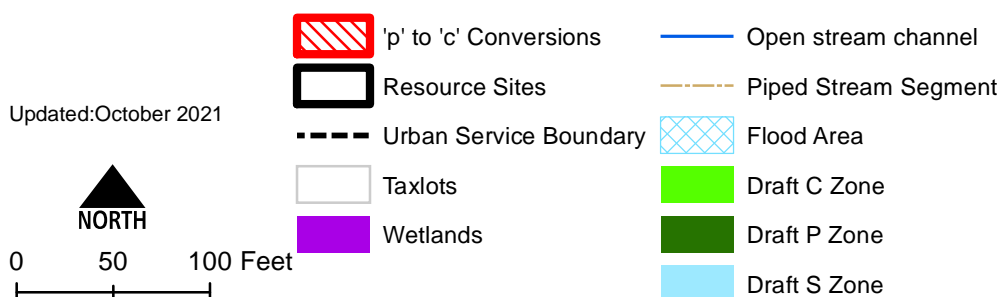 Updated:October 2021
NORTH
0 50 100 Feet
'p' to 'c' Conversions
Resource Sites
Urban Service Boundary
Taxlots
Wetlands
Open stream channel
Piped Stream Segment
Flood Area
Draft C Zone
Draft P Zone
Draft S Zone